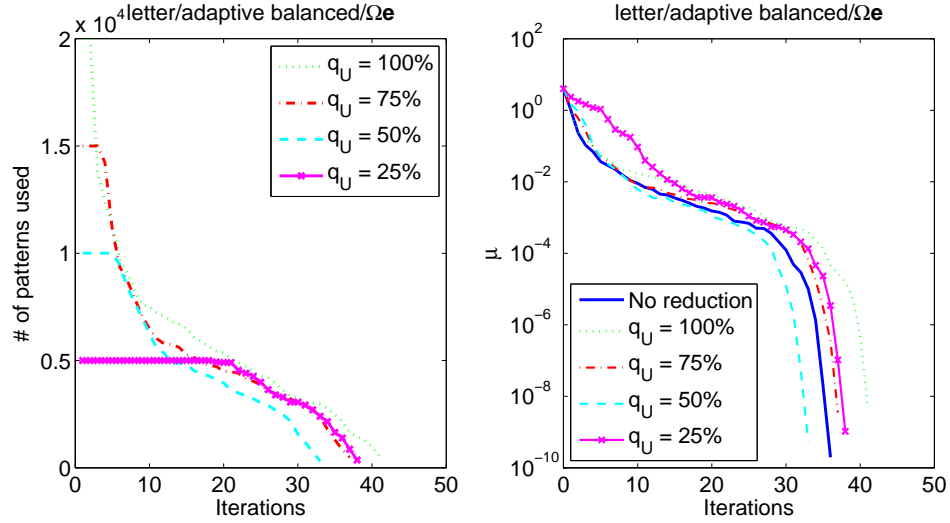 letter/adaptive balanced/Ωe
x 10^4
2
1.5
1
0.5
0
0 10 20 30 40 50
# of patterns used
Iterations
q_U = 100%
q_U = 75%
q_U = 50%
q_U = 25%
letter/adaptive balanced/Ωe
10^2
10^0
10^-2
10^-4
10^-6
10^-8
10^-10
0 10 20 30 40 50
μ
Iterations
No reduction
q_U = 100%
q_U = 75%
q_U = 50%
q_U = 25%